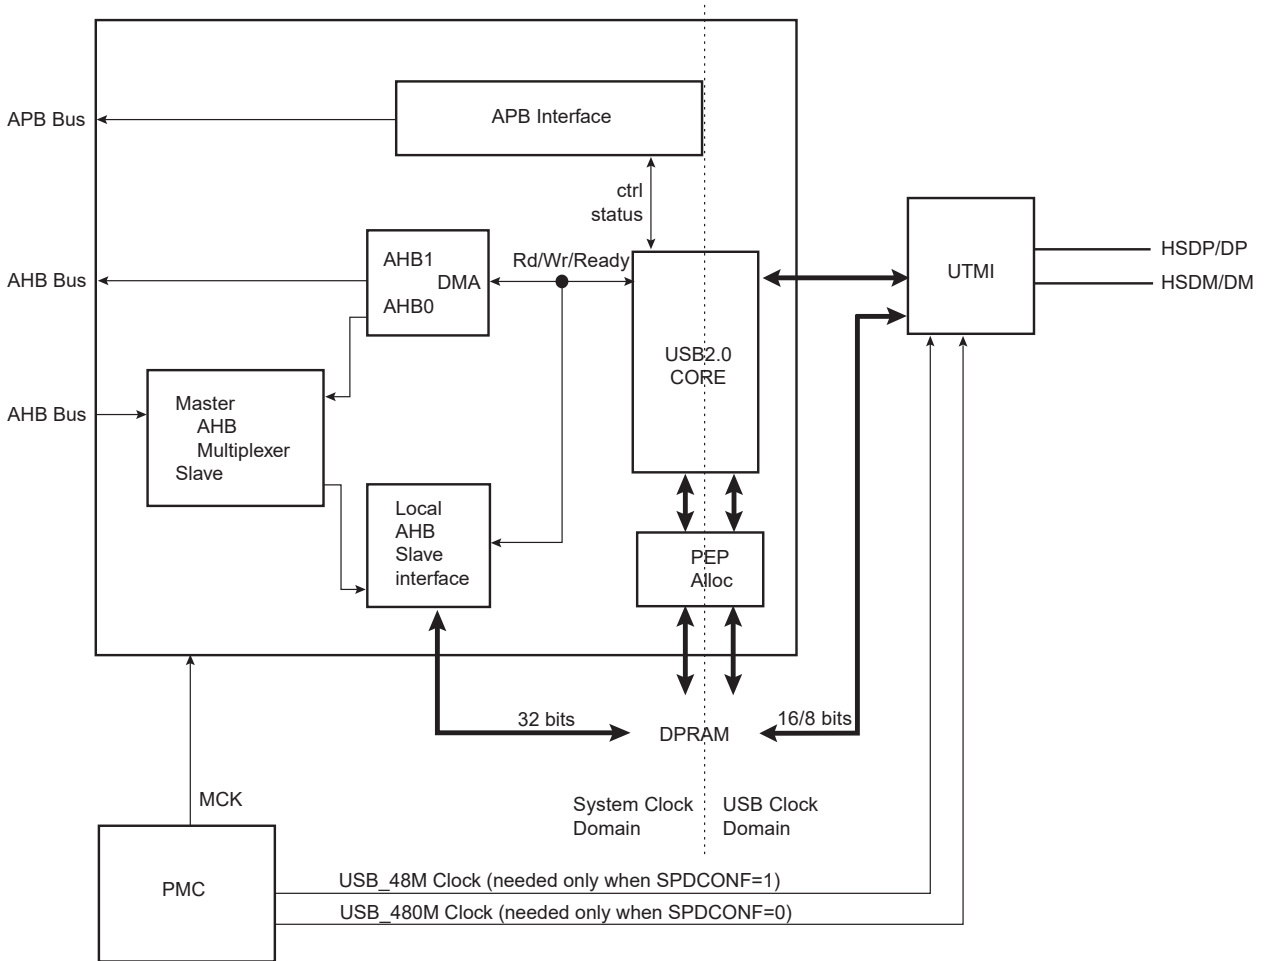 APB Bus
APB Interface
ctrl
status
AHB Bus
AHB1
DMA
AHB0
Rd/Wr/Ready
UTMI
HSDP/DP
HSDM/DM
USB2.0
CORE
AHB Bus
Master
AHB
Multiplexer
Slave
Local
AHB
Slave
interface
PEP
Alloc
32 bits
DPRAM
16/8 bits
MCK
System Clock
Domain
USB Clock
Domain
PMC
USB_48M Clock (needed only when SPDCONF=1)
USB_480M Clock (needed only when SPDCONF=0)